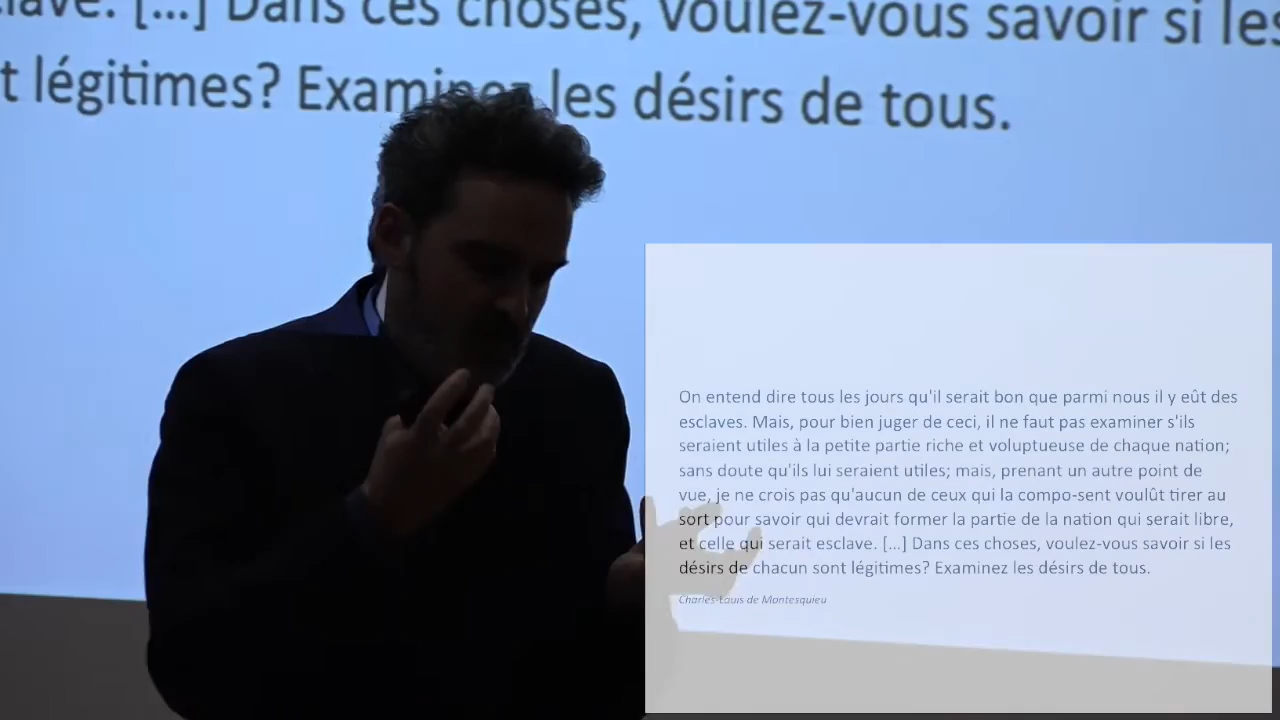 clave. […] Dans ces choses, voulez-vous savoir si les
t légitimes? Examinez les désirs de tous.
On entend dire tous les jours qu'il serait bon que parmi nous il y eût des
esclaves. Mais, pour bien juger de ceci, il ne faut pas examiner s'ils
seraient utiles à la petite partie riche et voluptueuse de chaque nation;
sans doute qu'ils lui seraient utiles; mais, prenant un autre point de
vue, je ne crois pas qu'aucun de ceux qui la compo-sent voulût tirer au
sort pour savoir qui devrait former la partie de la nation qui serait libre,
et celle qui serait esclave. […] Dans ces choses, voulez-vous savoir si les
désirs de chacun sont légitimes? Examinez les désirs de tous.
Charles-Louis de Montesquieu